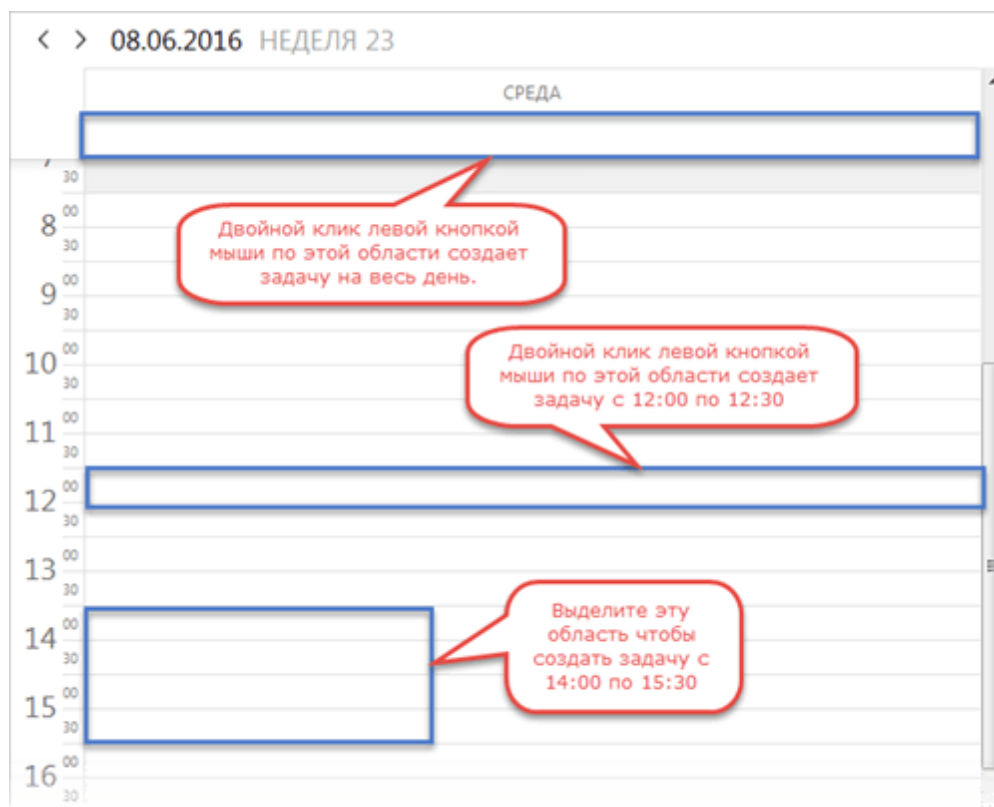 08.06.2016 НЕДЕЛЯ 23
СРЕДА
30
8 00
30
9 00
30
10 00
30
11 00
30
12 00
30
13 00
30
14 00
30
15 00
30
16 00
30
Двойной клик левой кнопкой
мыши по этой области создает
задачу на весь день.
Двойной клик левой кнопкой
мыши по этой области создает
задачу с 12:00 по 12:30
Выделите эту
область чтобы
создать задачу с
14:00 по 15:30